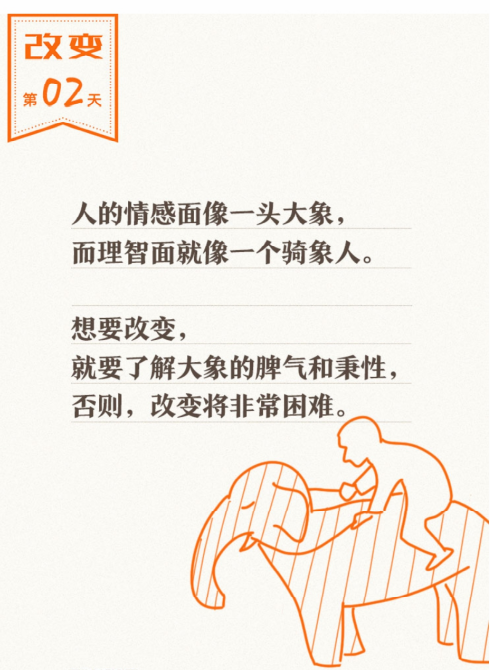 改变
第02天
人的情感面像一头大象，
而理智面就像一个骑象人。
想要改变，
就要了解大象的脾气和秉性，
否则，改变将非常困难。